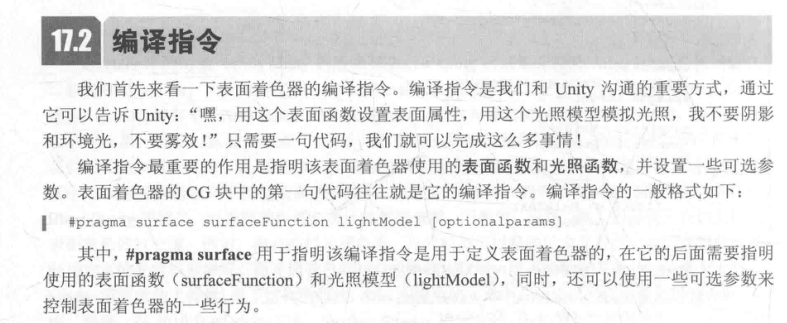 17.2 编译指令
我们首先来看一下表面着色器的编译指令。编译指令是我们和 Unity 沟通的重要方式，通过
它可以告诉 Unity：“嘿，用这个表面函数设置表面属性，用这个光照模型模拟光照，我不要阴影
和环境光，不要雾效！”只需要一句代码，我们就可以完成这么多事情！
编译指令最重要的作用是指明该表面着色器使用的表面函数和光照函数，并设置一些可选参
数。表面着色器的 CG 块中的第一句代码往往就是它的编译指令。编译指令的一般格式如下：
#pragma surface surfaceFunction lightModel [optionalparams]
其中，#pragma surface 用于指明该编译指令是用于定义表面着色器的，在它的后面需要指明
使用的表面函数（surfaceFunction）和光照模型（lightModel），同时，还可以使用一些可选参数来
控制表面着色器的一些行为。